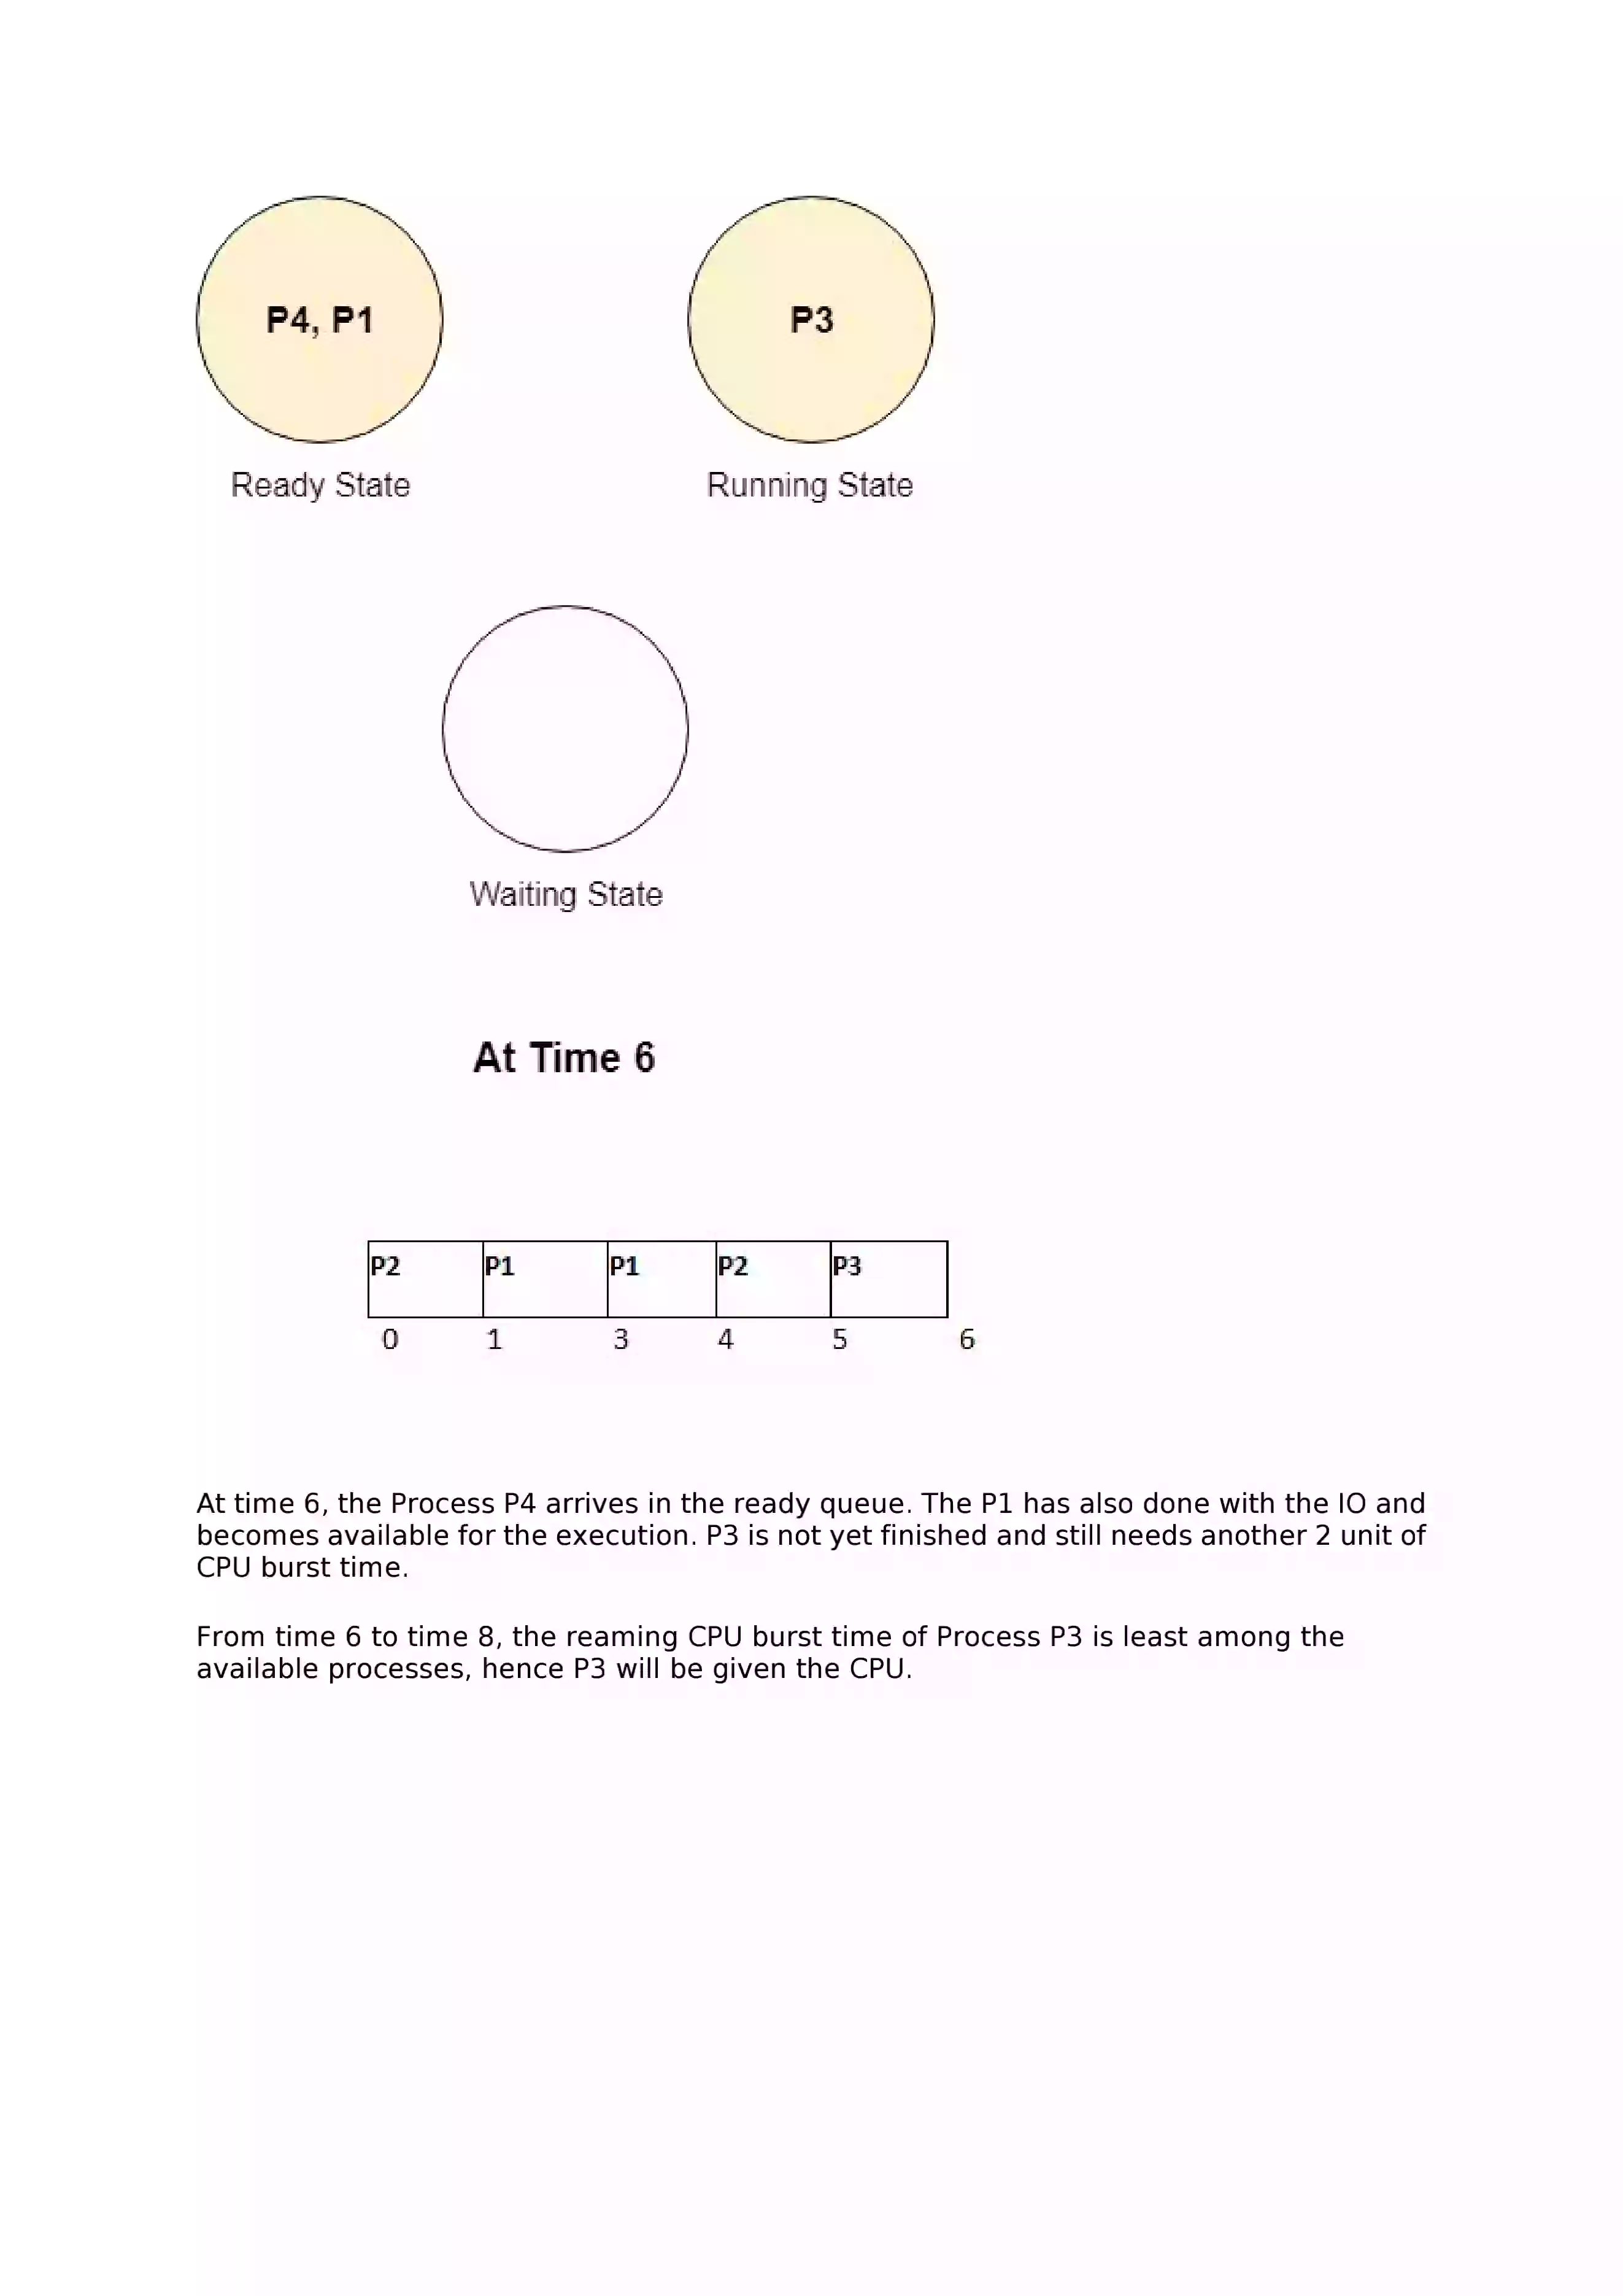 P4, P1
P3
Ready State
Running State
Waiting State
At Time 6
P2 P1 P1 P2 P3
0 1 3 4 5 6
At time 6, the Process P4 arrives in the ready queue. The P1 has also done with the IO and
becomes available for the execution. P3 is not yet finished and still needs another 2 unit of
CPU burst time.
From time 6 to time 8, the reaming CPU burst time of Process P3 is least among the
available processes, hence P3 will be given the CPU.